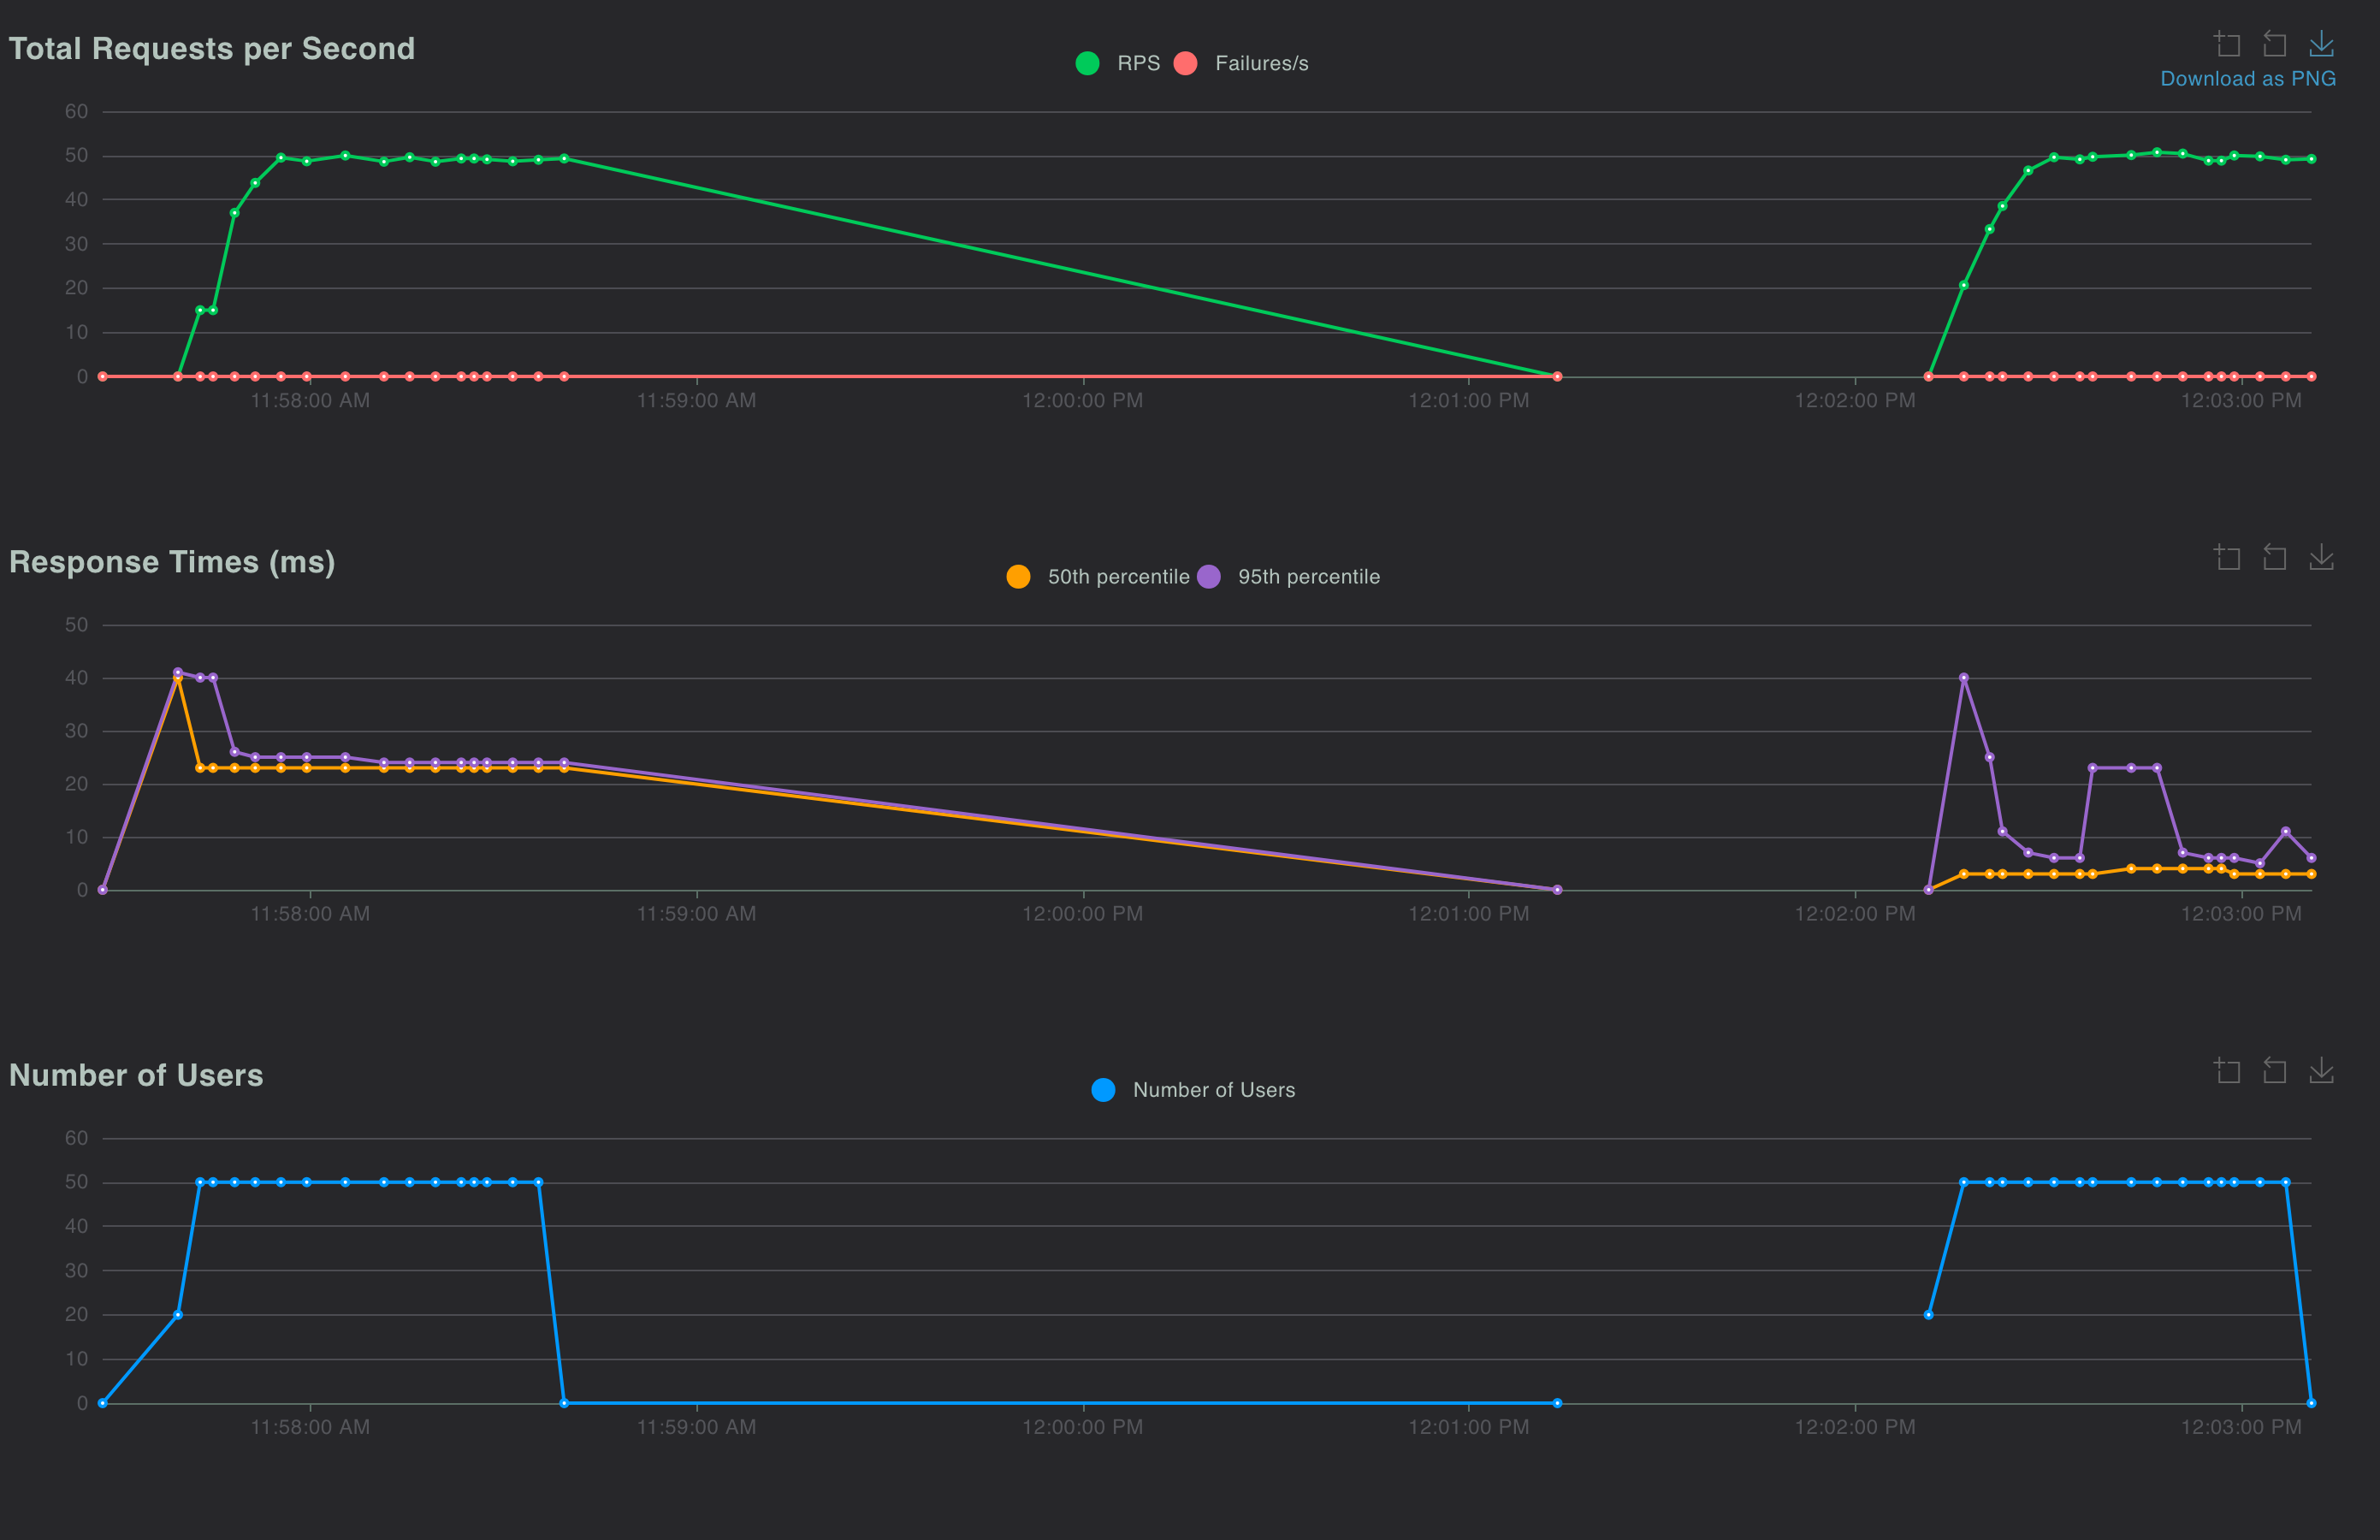 Total Requests per Second
RPS Failures/s
Download as PNG
60
50
40
30
20
10
0
11:58:00 AM 11:59:00 AM 12:00:00 PM 12:01:00 PM 12:02:00 PM 12:03:00 PM
Response Times (ms)
50th percentile 95th percentile
50
40
30
20
10
0
11:58:00 AM 11:59:00 AM 12:00:00 PM 12:01:00 PM 12:02:00 PM 12:03:00 PM
Number of Users
Number of Users
60
50
40
30
20
10
0
11:58:00 AM 11:59:00 AM 12:00:00 PM 12:01:00 PM 12:02:00 PM 12:03:00 PM